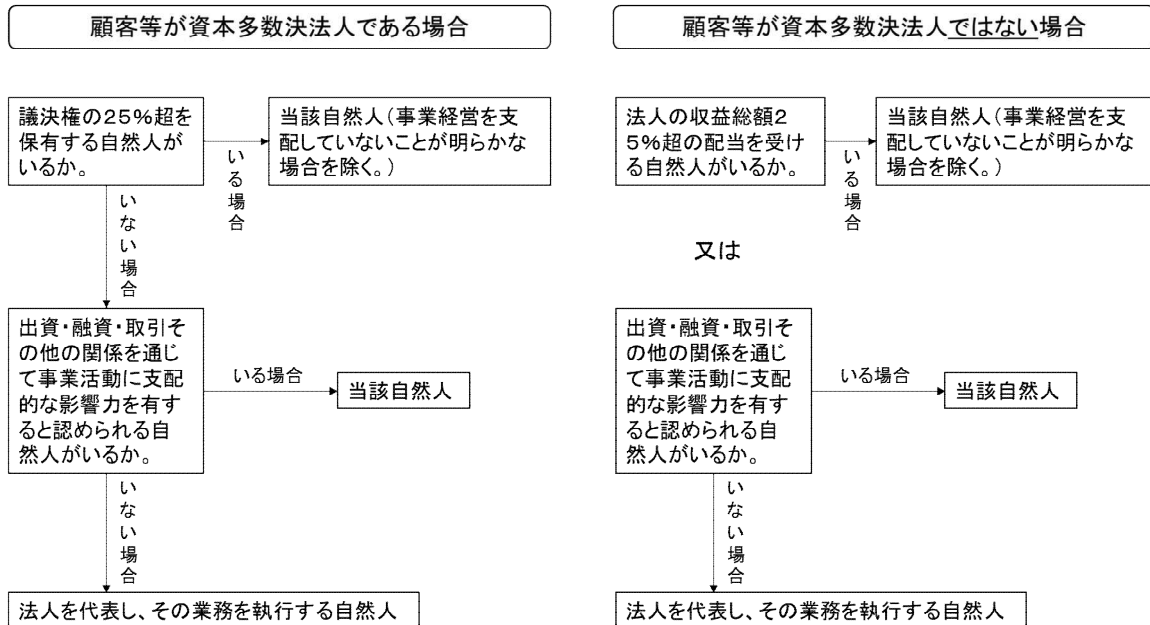 顧客等が資本多数決法人である場合
議決権の25%超を
保有する自然人が
いるか。
いる場合
当該自然人(事業経営を支
配していないことが明らかな
場合を除く。)
いない場合
出資・融資・取引そ
の他の関係を通じ
て事業活動に支配
的な影響力を有す
ると認められる自
然人がいるか。
いる場合
当該自然人
いない場合
法人を代表し、その業務を執行する自然人
顧客等が資本多数決法人ではない場合
法人の収益総額2
5%超の配当を受け
る自然人がいるか。
いる場合
当該自然人(事業経営を支
配していないことが明らかな
場合を除く。)
又は
出資・融資・取引そ
の他の関係を通じ
て事業活動に支配
的な影響力を有す
ると認められる自
然人がいるか。
いる場合
当該自然人
いない場合
法人を代表し、その業務を執行する自然人